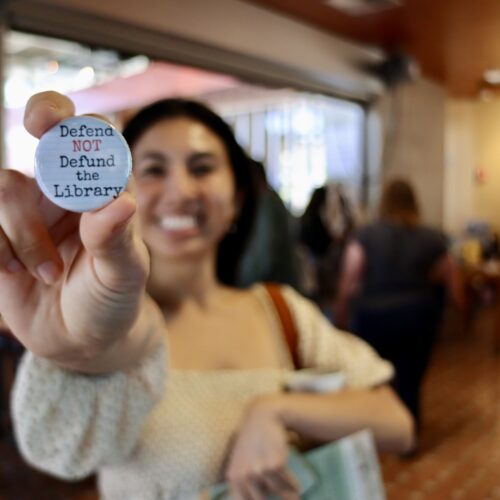 Defend
NOT
Defund
the
Library